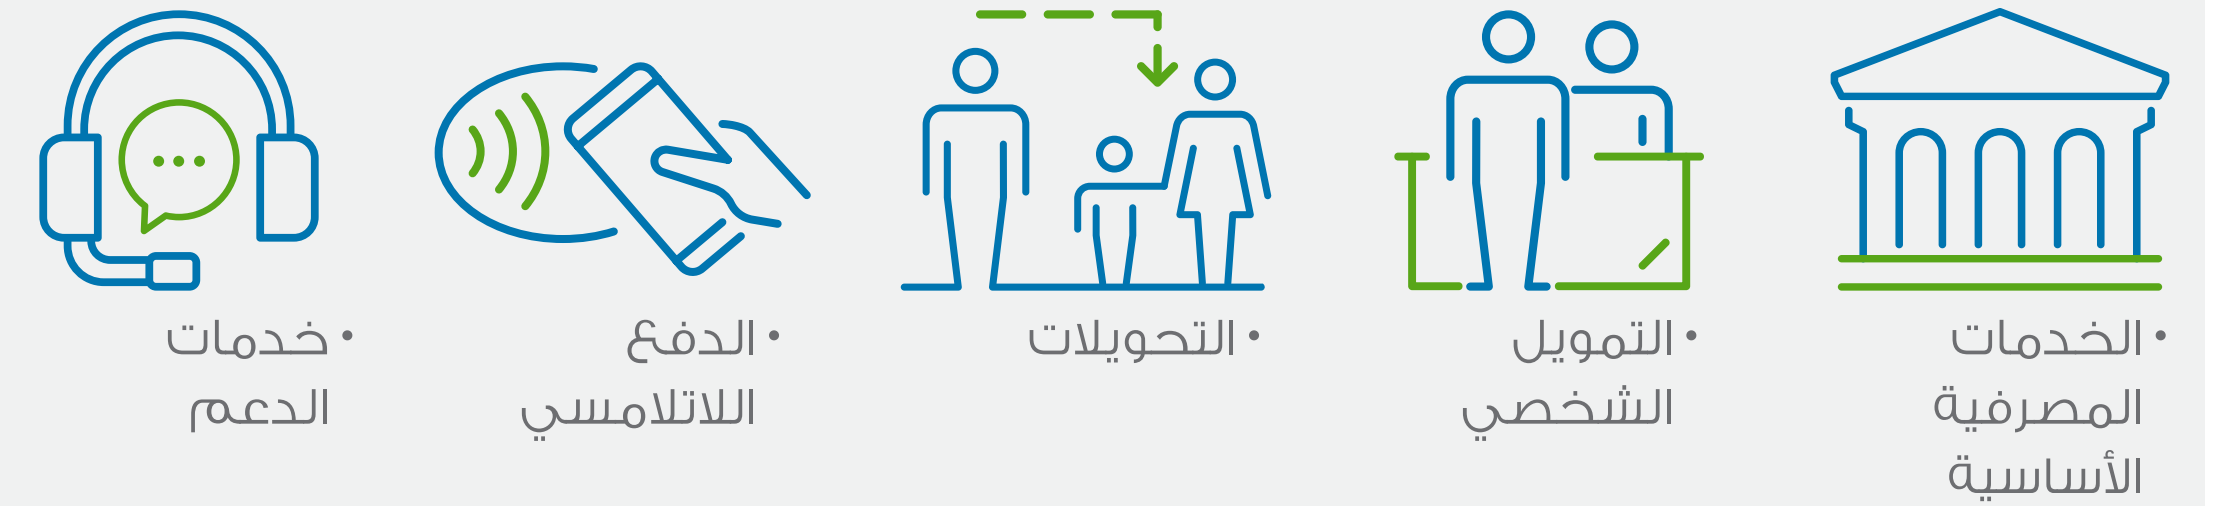 • الخدمات
المصرفية
الأساسية
• التمويل
الشخصي
• التحويلات
• الدفع
اللاتلامسي
• خدمات
الدعم